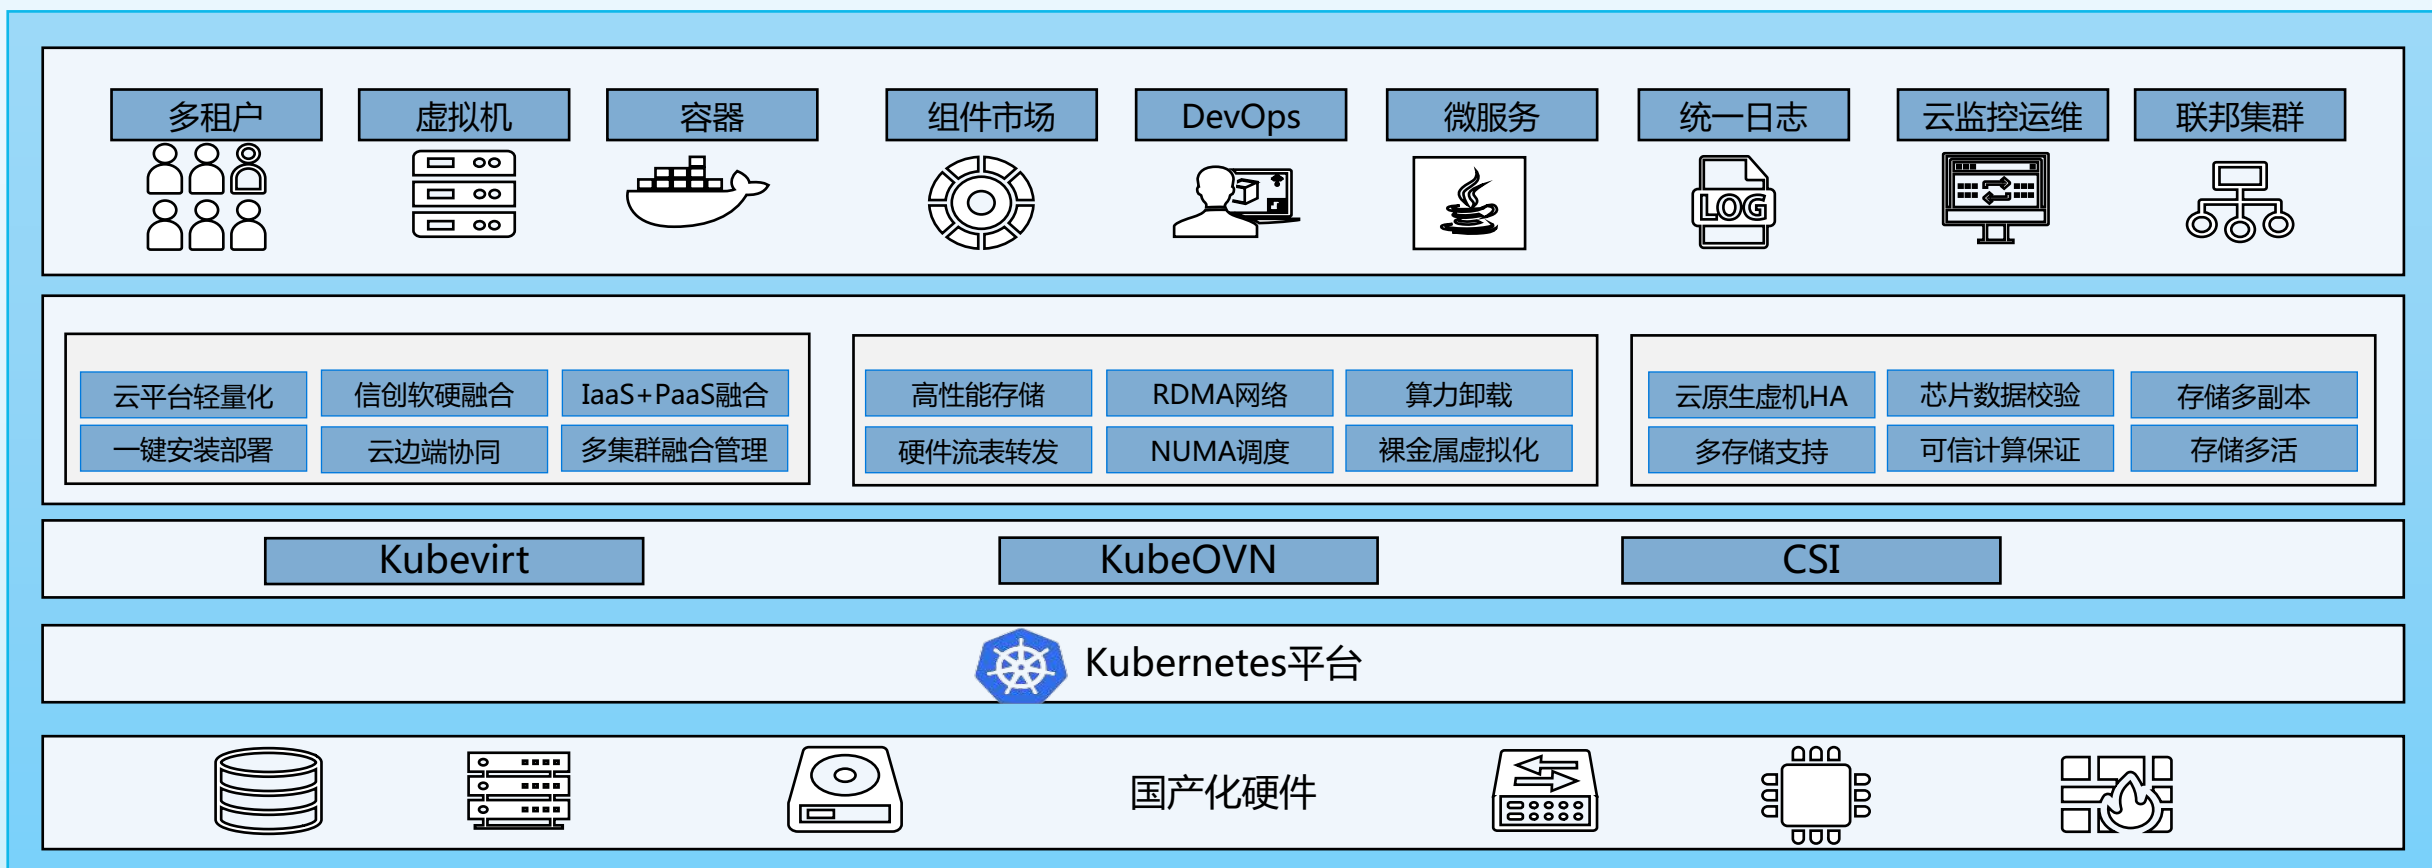 多租户
虚拟机
容器
组件市场
DevOps
微服务
统一日志
云监控运维
联邦集群
LOG
云平台轻量化
信创软硬融合
IaaS+PaaS融合
一键安装部署
云边端协同
多集群融合管理
高性能存储
RDMA网络
算力卸载
硬件流表转发
NUMA调度
裸金属虚拟化
云原生虚机HA
芯片数据校验
存储多副本
多存储支持
可信计算保证
存储多活
Kubevirt
KubeOVN
CSI
Kubernetes平台
国产化硬件